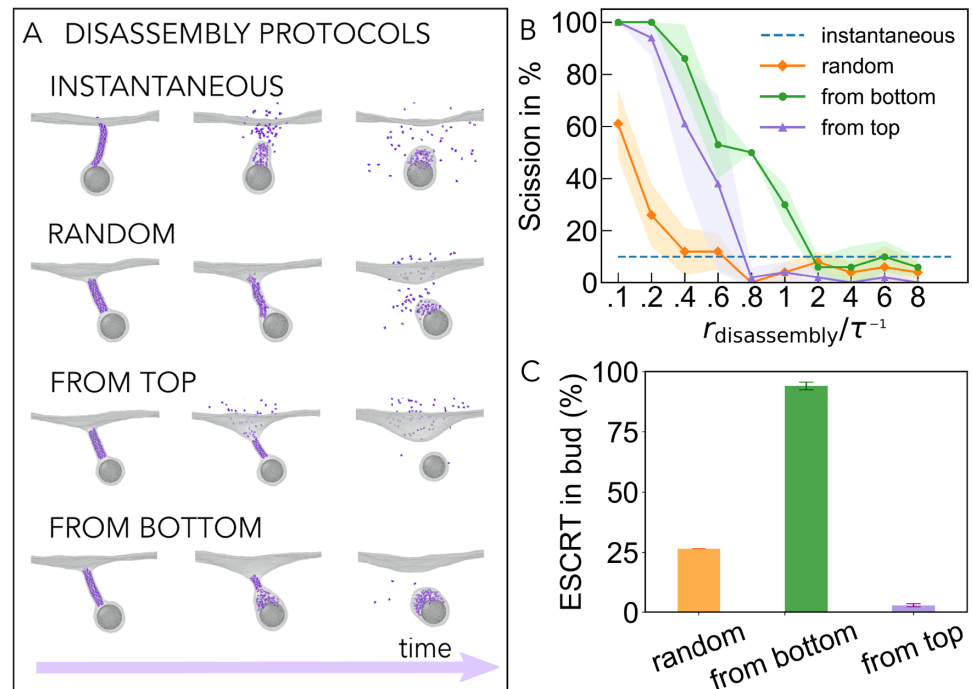 A DISASSEMBLY PROTOCOLS
INSTANTANEOUS
RANDOM
FROM TOP
FROM BOTTOM
time
B
Scission in %
100
80
60
40
20
0
instantaneous
random
from bottom
from top
.1 .2 .4 .6 .8 1 2 4 6 8
r_disassembly/τ⁻¹
C
ESCRT in bud (%)
100
75
50
25
0
random
from bottom
from top